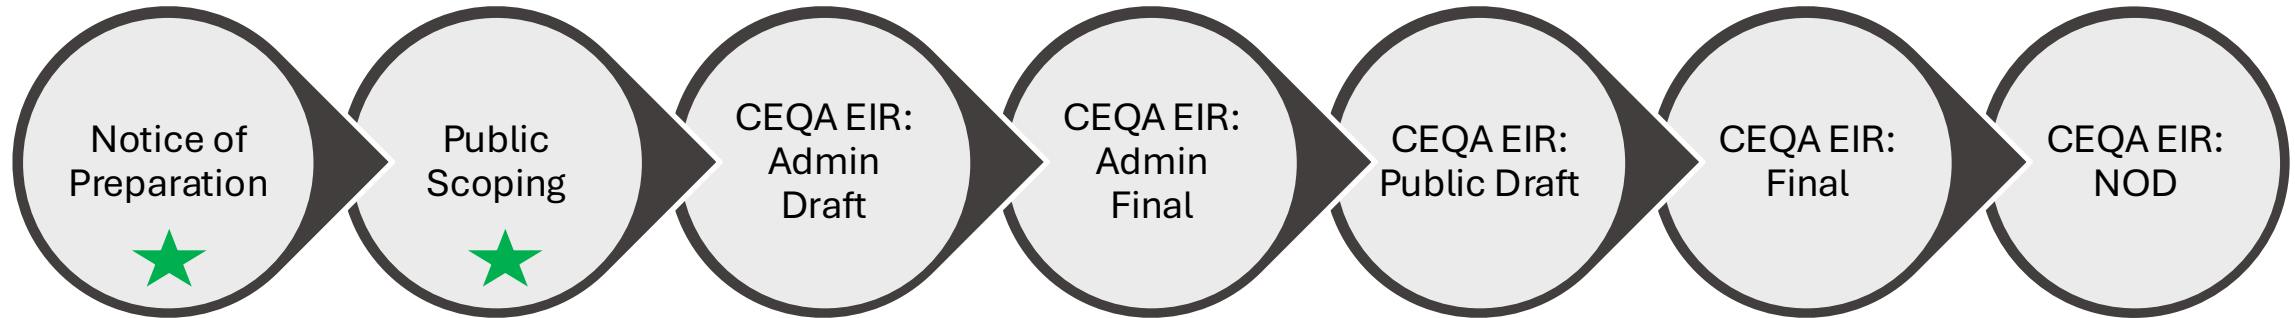 Notice of
Preparation
Public
Scoping
CEQA EIR:
Admin
Draft
CEQA EIR:
Admin
Final
CEQA EIR:
Public Draft
CEQA EIR:
Final
CEQA EIR:
NOD